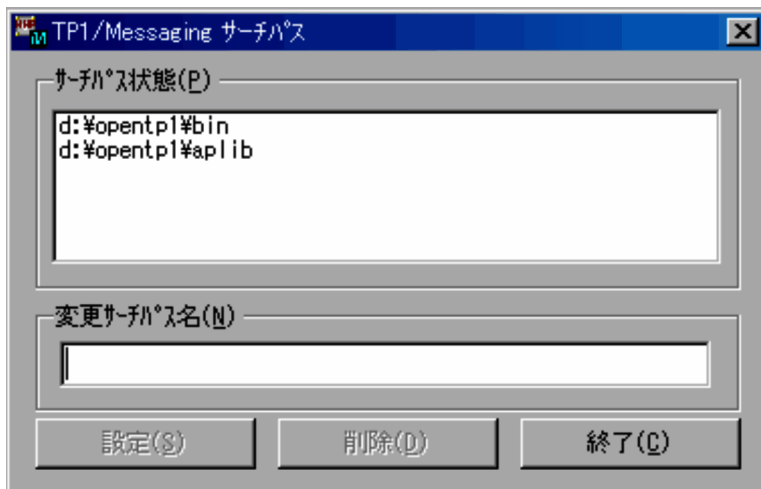 TP1/Messaging ｻｰﾁﾊﾟｽ
ｻｰﾁﾊﾟｽ状態(P)
d:¥opentp1¥bin
d:¥opentp1¥aplib
変更ｻｰﾁﾊﾟｽ名(N)
設定(S) 削除(D) 終了(C)